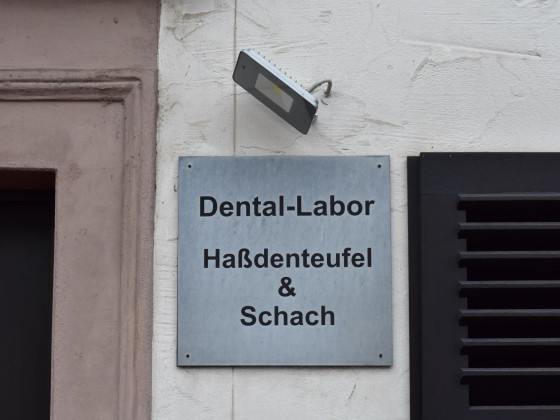 Dental-Labor
Haßdenteufel
&
Schach